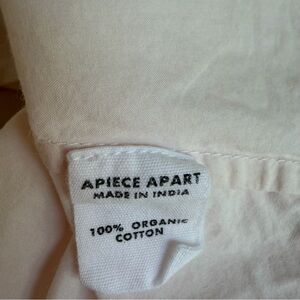 APIECE APART
MADE IN INDIA
100% ORGANIC
COTTON